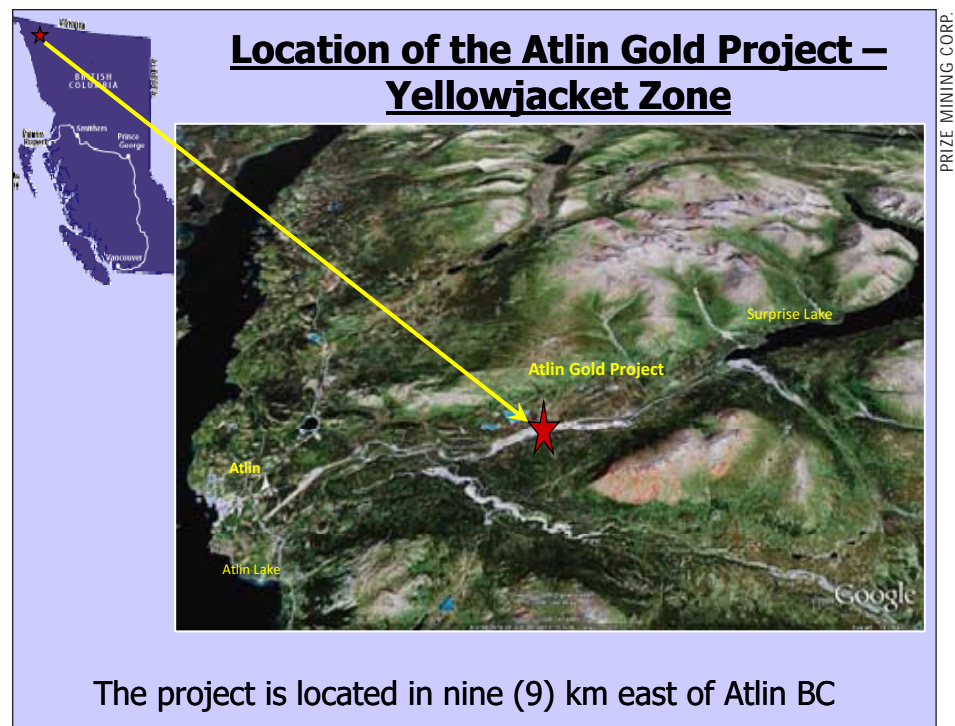 Location of the Atlin Gold Project –
Yellowjacket Zone
PRIZE MINING CORP.
BRITISH
COLUMBIA
Smithers
Prince
George
Prince
Rupert
Vancouver
Surprise Lake
Atlin Gold Project
Atlin
Atlin Lake
Google
The project is located in nine (9) km east of Atlin BC